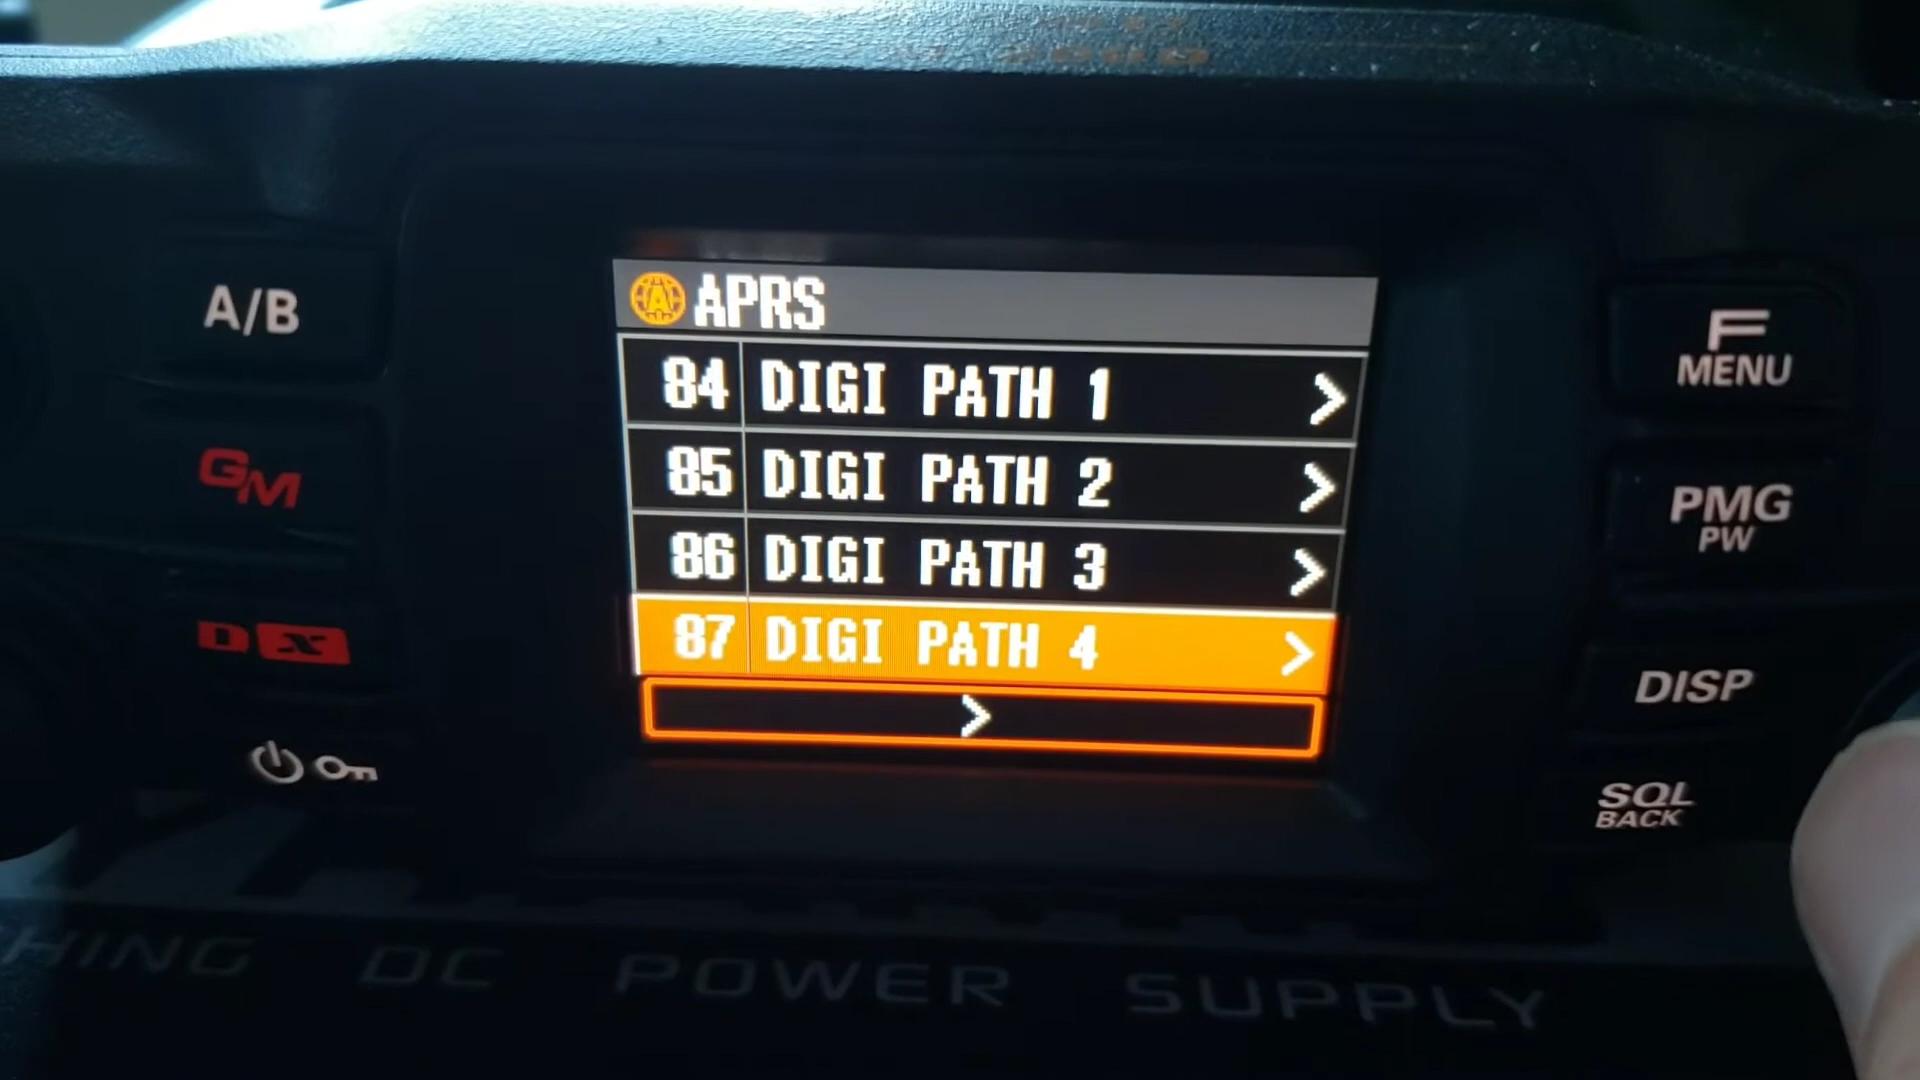 APRS
84 DIGI PATH 1 >
85 DIGI PATH 2 >
86 DIGI PATH 3 >
87 DIGI PATH 4 >
>
A/B
GM
DX
F
MENU
PMG
PW
DISP
SQL
BACK
HING DC POWER SUPPLY